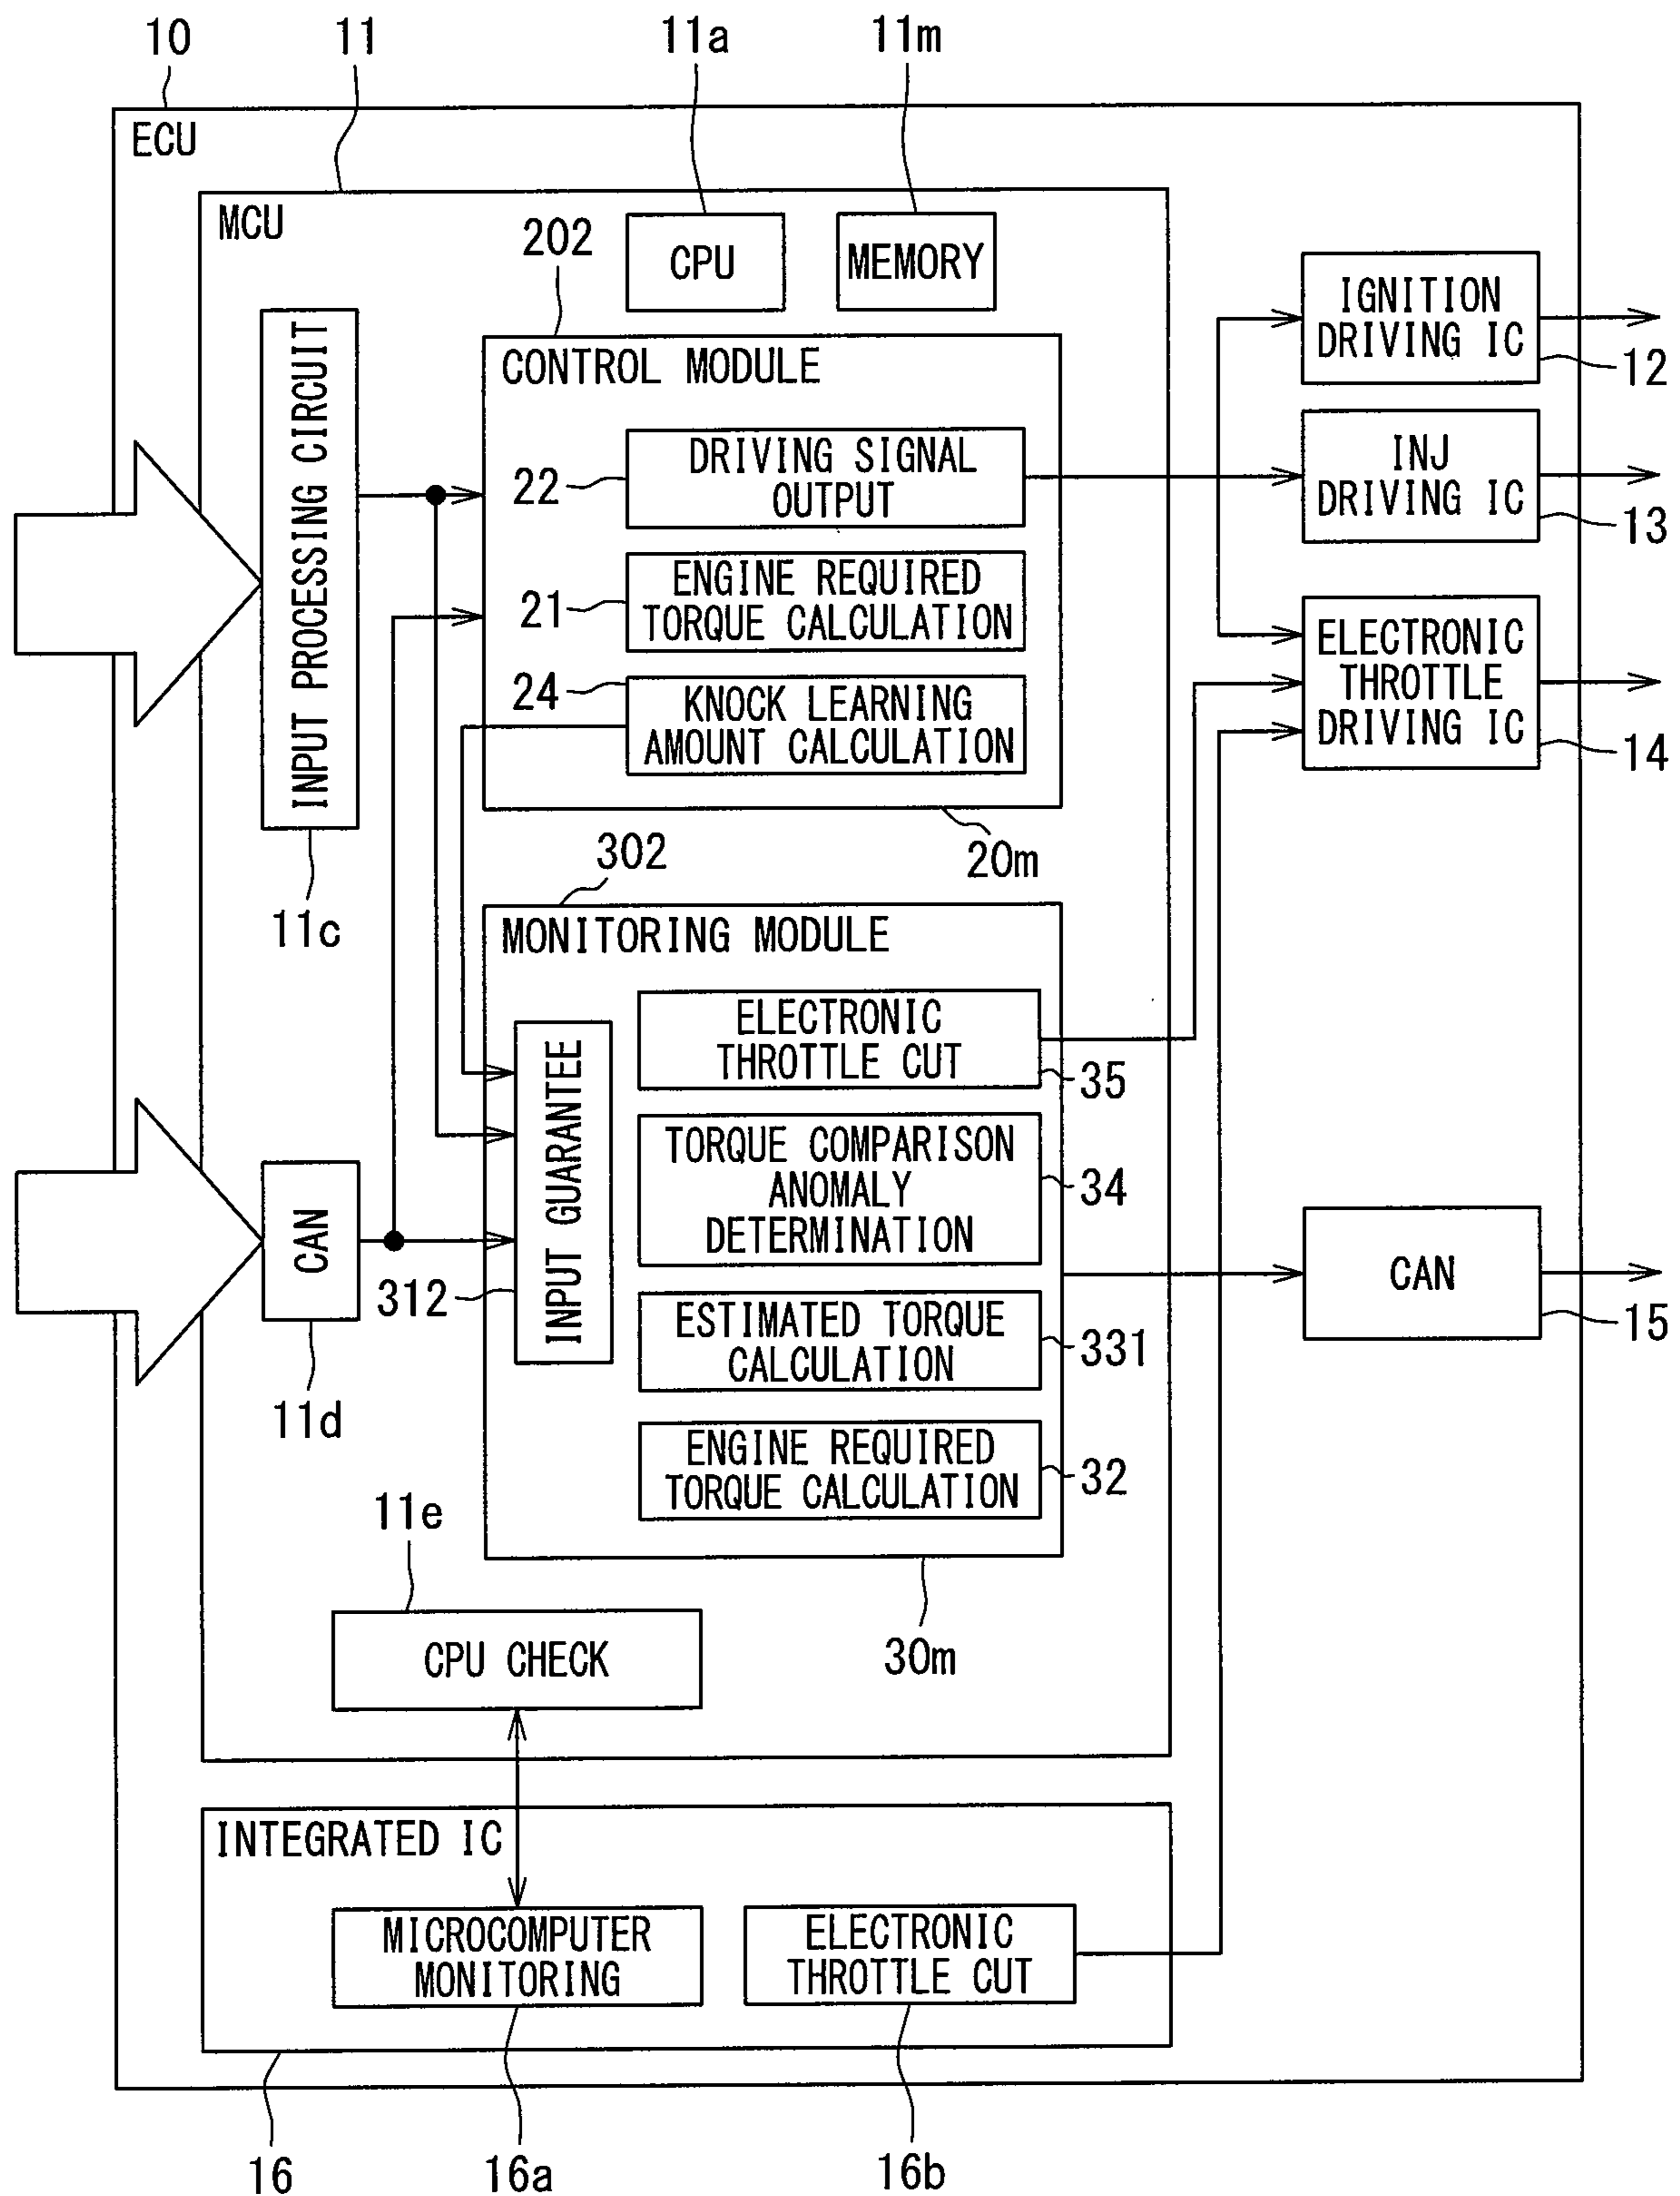 10
11
11a
11m
ECU
MCU
202
CPU
MEMORY
IGNITION
DRIVING IC
12
INPUT PROCESSING CIRCUIT
11c
CONTROL MODULE
22
DRIVING SIGNAL
OUTPUT
INJ
DRIVING IC
13
21
ENGINE REQUIRED
TORQUE CALCULATION
24
KNOCK LEARNING
AMOUNT CALCULATION
ELECTRONIC
THROTTLE
DRIVING IC
14
20m
302
MONITORING MODULE
INPUT GUARANTEE
312
ELECTRONIC
THROTTLE CUT
35
TORQUE COMPARISON
ANOMALY
DETERMINATION
34
CAN
11d
ESTIMATED TORQUE
CALCULATION
331
CAN
15
ENGINE REQUIRED
TORQUE CALCULATION
32
30m
11e
CPU CHECK
INTEGRATED IC
MICROCOMPUTER
MONITORING
ELECTRONIC
THROTTLE CUT
16
16a
16b